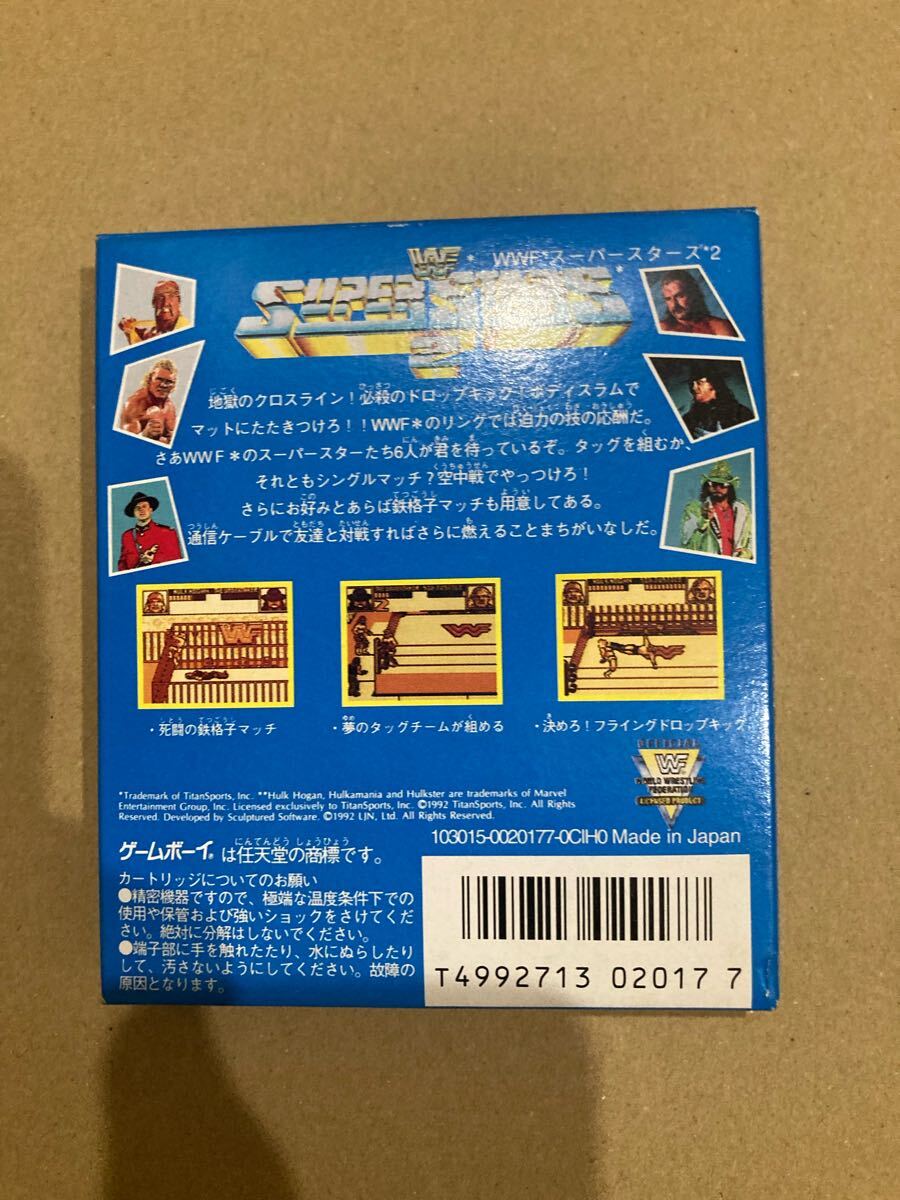 WF
* WWF*スーパースターズ*2
SUPER STARS*
2
地獄のクロスライン！必殺のドロップキック！ボディスラムで
マットにたたきつけろ！！WWF＊のリングでは迫力の技の応酬だ。
さあWWF＊のスーパースターたち6人が君を待っているぞ。タッグを組むか、
それともシングルマッチ？空中戦でやっつけろ！
さらにお好みとあらば鉄格子マッチも用意してある。
通信ケーブルで友達と対戦すればさらに燃えることまちがいなしだ。
・死闘の鉄格子マッチ
・夢のタッグチームが組める
・決めろ！フライングドロップキック
OFFICIAL
WF
WORLD WRESTLING
FEDERATION
LICENSED PRODUCT
*Trademark of TitanSports, Inc. **Hulk Hogan, Hulkamania and Hulkster are trademarks of Marvel
Entertainment Group, Inc. Licensed exclusively to TitanSports, Inc. ©1992 TitanSports, Inc. All Rights
Reserved. Developed by Sculptured Software. ©1992 LJN, Ltd. All Rights Reserved.
103015-0020177-0CIH0 Made in Japan
ゲームボーイ®は任天堂の商標です。
カートリッジについてのお願い
●精密機器ですので、極端な温度条件下での
使用や保管および強いショックをさけてくだ
さい。絶対に分解はしないでください。
●端子部に手を触れたたり、水にぬらしたり
して、汚さないようにしてください。故障の
原因となります。
T4992713 02017 7